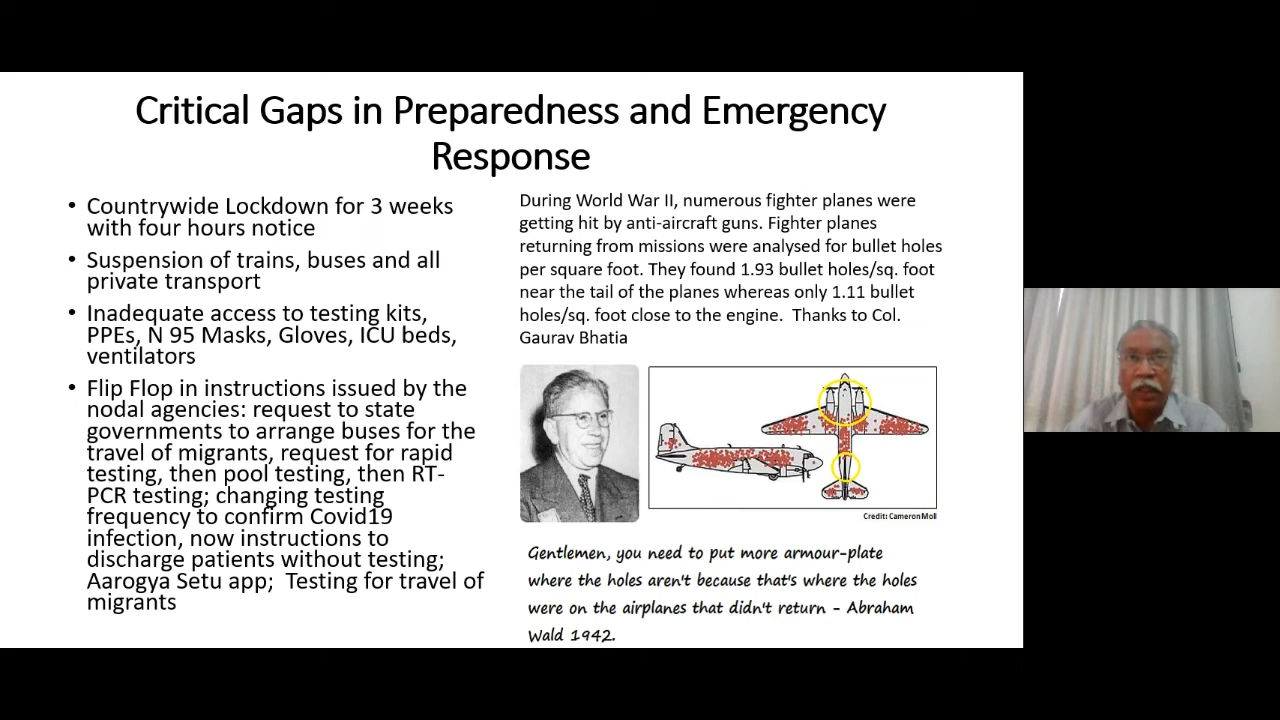 Critical Gaps in Preparedness and Emergency
Response
• Countrywide Lockdown for 3 weeks
with four hours notice
• Suspension of trains, buses and all
private transport
• Inadequate access to testing kits,
PPEs, N 95 Masks, Gloves, ICU beds,
ventilators
• Flip Flop in instructions issued by the
nodal agencies: request to state
governments to arrange buses for the
travel of migrants, request for rapid
testing, then pool testing, then RT-
PCR testing; changing testing
frequency to confirm Covid19
infection, now instructions to
discharge patients without testing;
Aarogya Setu app; Testing for travel of
migrants
During World War II, numerous fighter planes were
getting hit by anti-aircraft guns. Fighter planes
returning from missions were analysed for bullet holes
per square foot. They found 1.93 bullet holes/sq. foot
near the tail of the planes whereas only 1.11 bullet
holes/sq. foot close to the engine. Thanks to Col.
Gaurav Bhatia
Credit: Cameron Moll
Gentlemen, you need to put more armour-plate
where the holes aren't because that's where the holes
were on the airplanes that didn't return - Abraham
Wald 1942.